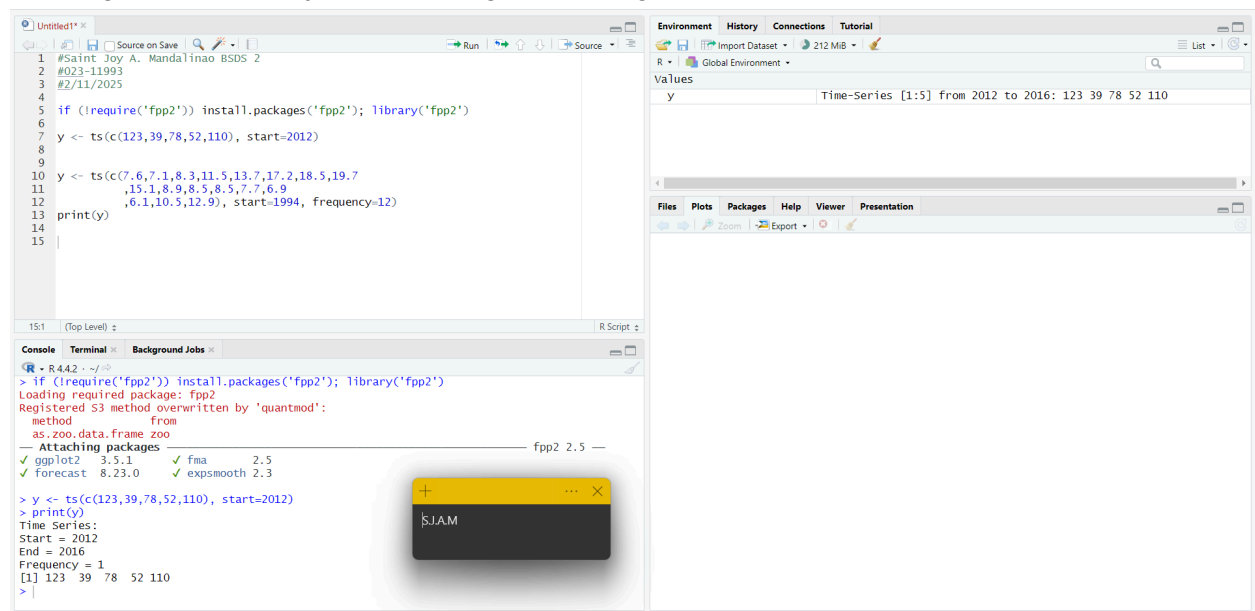 Untitled1*
Source on Save
Run
Source
1 #Saint Joy A. Mandalinao BSDS 2
2 #023-11993
3 #2/11/2025
4
5 if (!require('fpp2')) install.packages('fpp2'); library('fpp2')
6
7 y <- ts(c(123,39,78,52,110), start=2012)
8
9
10 y <- ts(c(7.6,7.1,8.3,11.5,13.7,17.2,18.5,19.7
11 ,15.1,8.9,8.5,8.5,7.7,6.9
12 ,6.1,10.5,12.9), start=1994, frequency=12)
13 print(y)
14
15
15:1 (Top Level) R Script
Console Terminal Background Jobs
R 4.4.2 · ~/
> if (!require('fpp2')) install.packages('fpp2'); library('fpp2')
Loading required package: fpp2
Registered S3 method overwritten by 'quantmod':
method from
as.zoo.data.frame zoo
── Attaching packages ── fpp2 2.5 ──
✓ ggplot2 3.5.1 ✓ fma 2.5
✓ forecast 8.23.0 ✓ expsmooth 2.3
> y <- ts(c(123,39,78,52,110), start=2012)
> print(y)
Time Series:
Start = 2012
End = 2016
Frequency = 1
[1] 123 39 78 52 110
>
S.J.A.M
Environment History Connections Tutorial
Import Dataset 212 MiB List
R Global Environment
Values
y Time-Series [1:5] from 2012 to 2016: 123 39 78 52 110
Files Plots Packages Help Viewer Presentation
Zoom Export